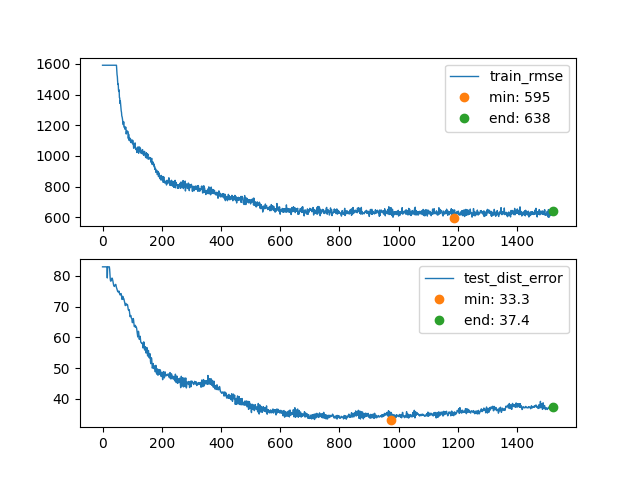 1600
1400
1200
1000
800
600
train_rmse
min: 595
end: 638
0 200 400 600 800 1000 1200 1400
80
70
60
50
40
test_dist_error
min: 33.3
end: 37.4
0 200 400 600 800 1000 1200 1400